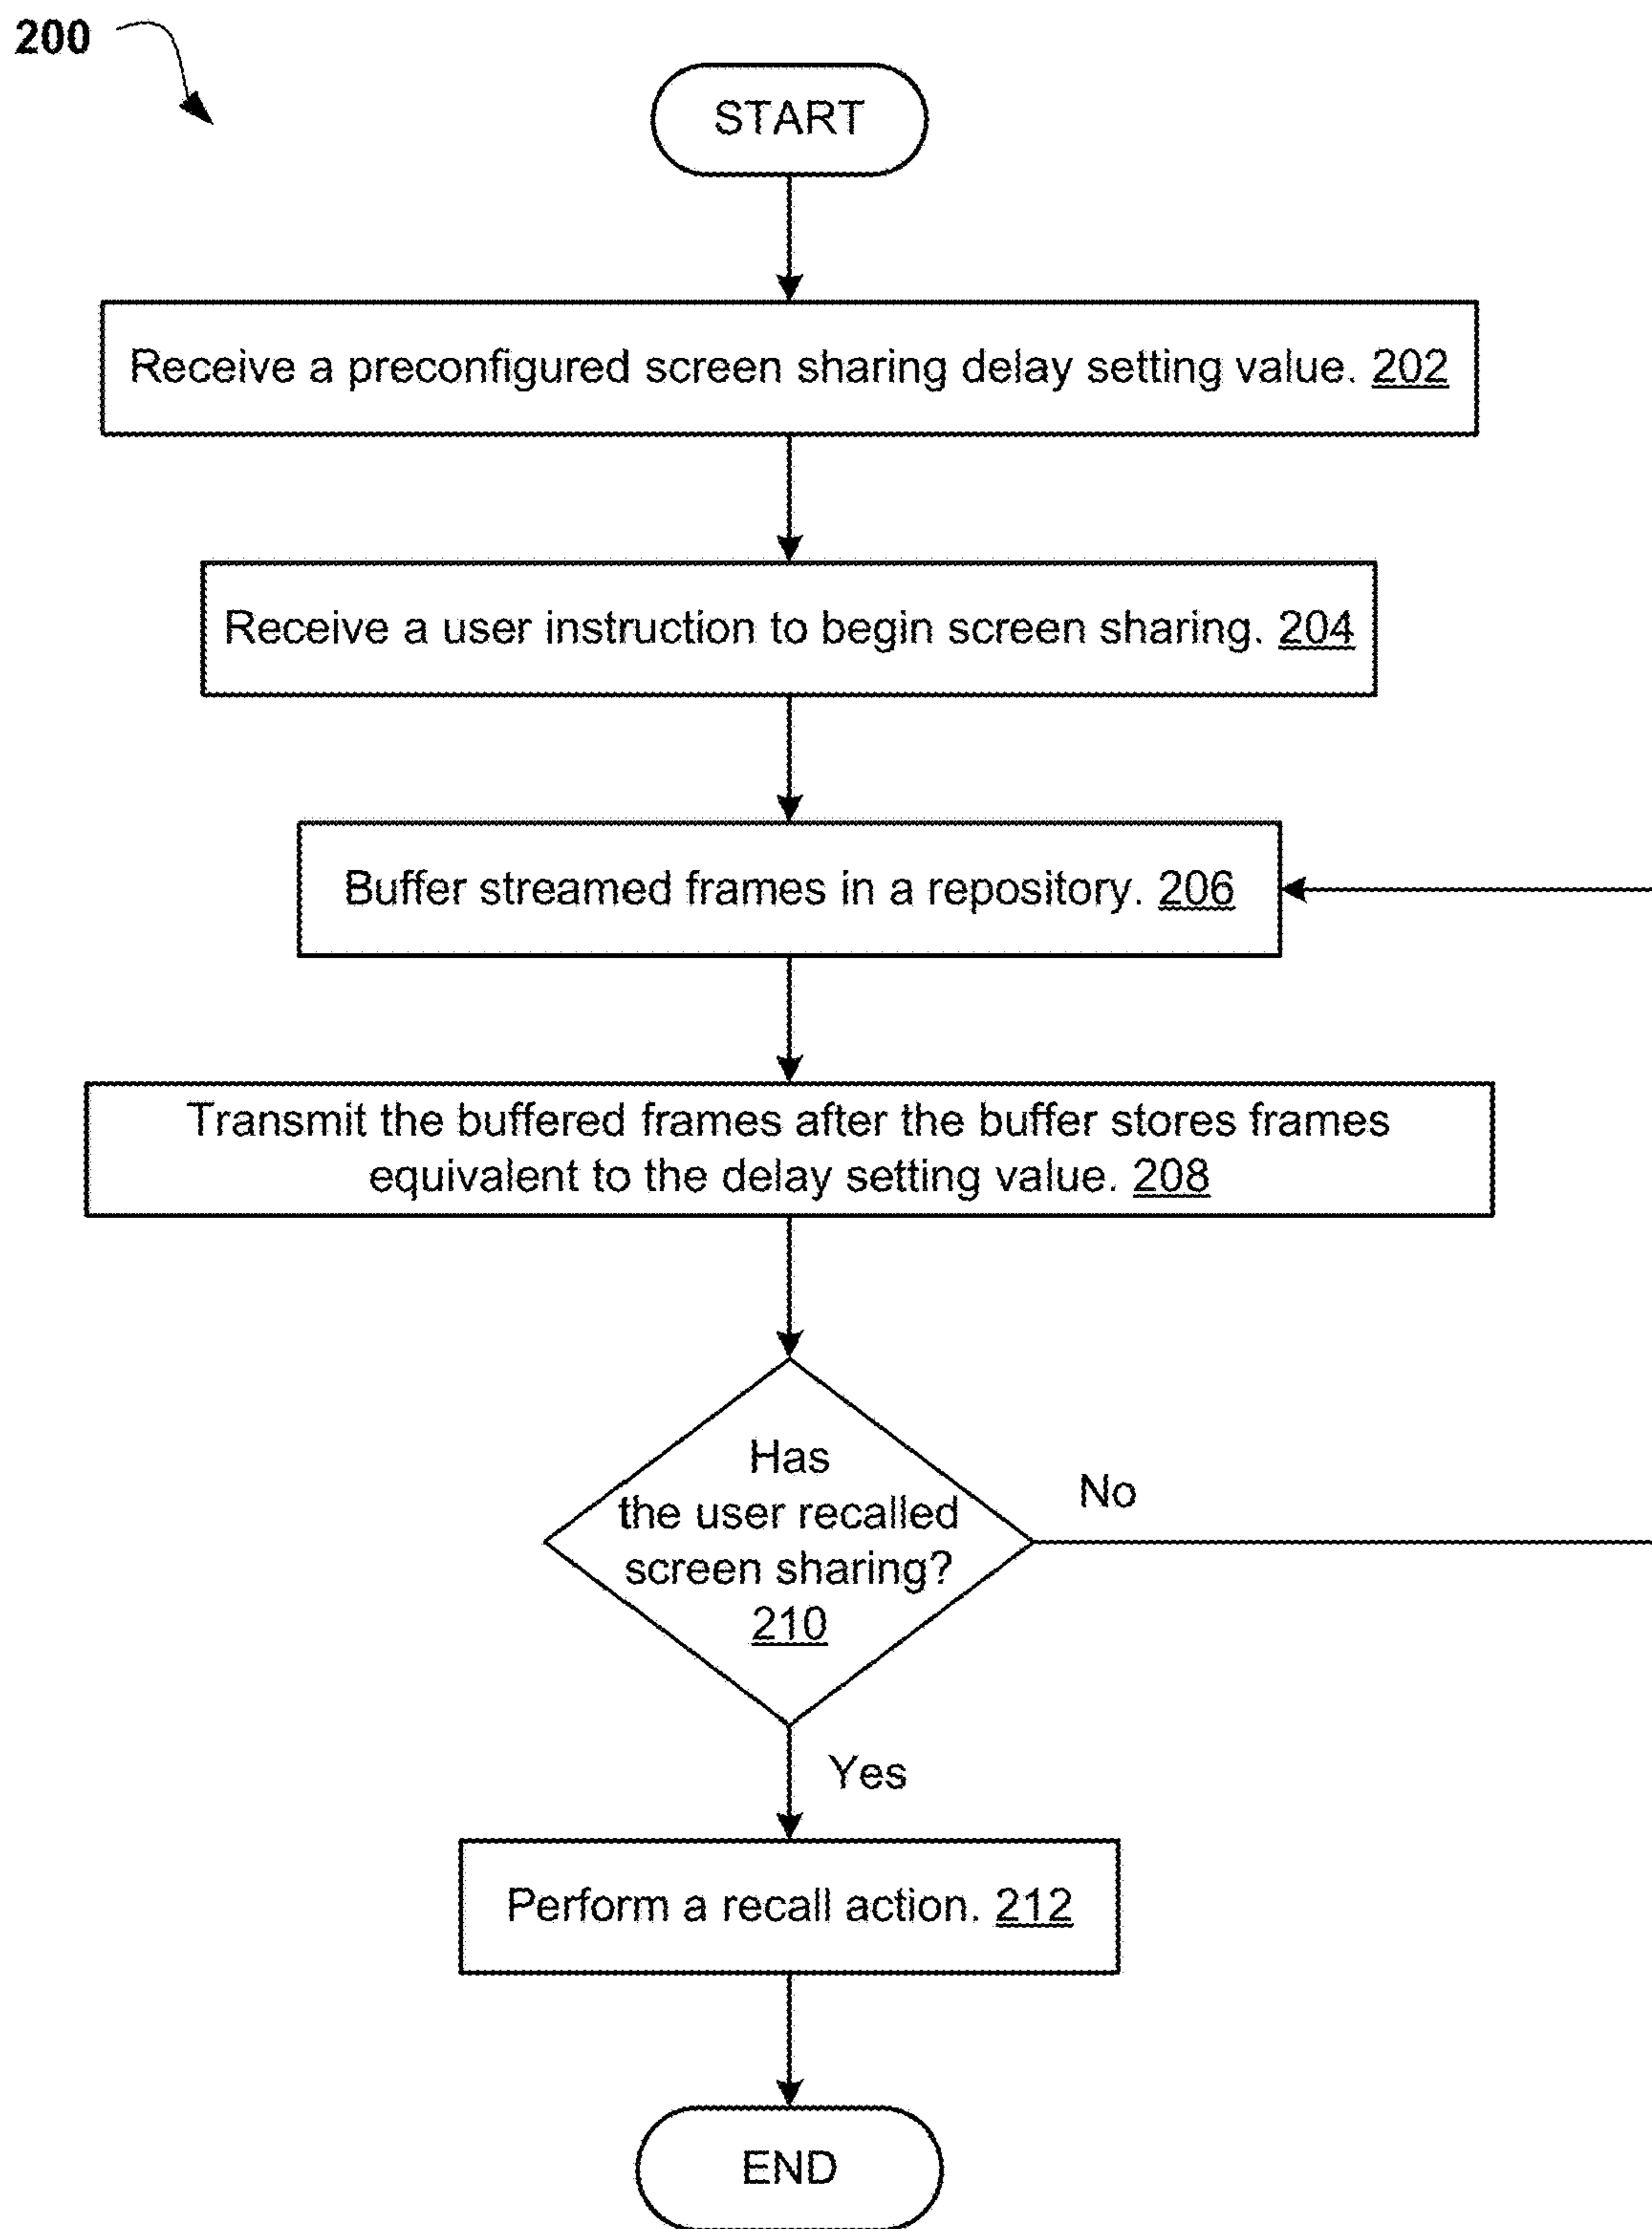 200
START
Receive a preconfigured screen sharing delay setting value. 202
Receive a user instruction to begin screen sharing. 204
Buffer streamed frames in a repository. 206
Transmit the buffered frames after the buffer stores frames
equivalent to the delay setting value. 208
Has
the user recalled
screen sharing?
210
No
Yes
Perform a recall action. 212
END